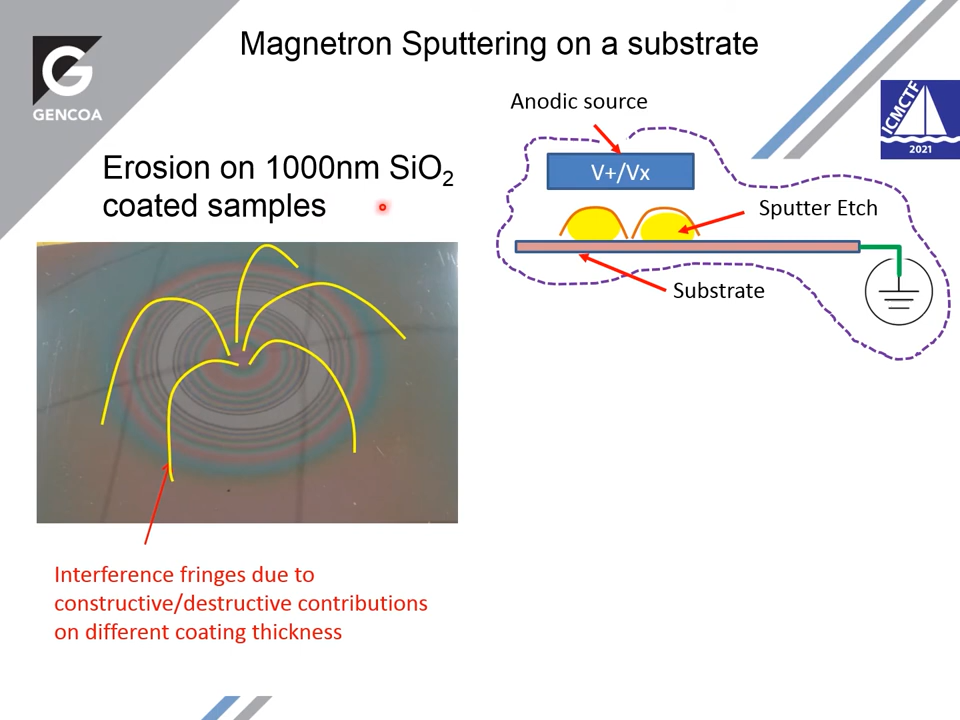 Magnetron Sputtering on a substrate
G
GENCOA
ICMCTF
2021
Anodic source
V+/Vx
Sputter Etch
Substrate
Erosion on 1000nm SiO₂
coated samples
Interference fringes due to
constructive/destructive contributions
on different coating thickness